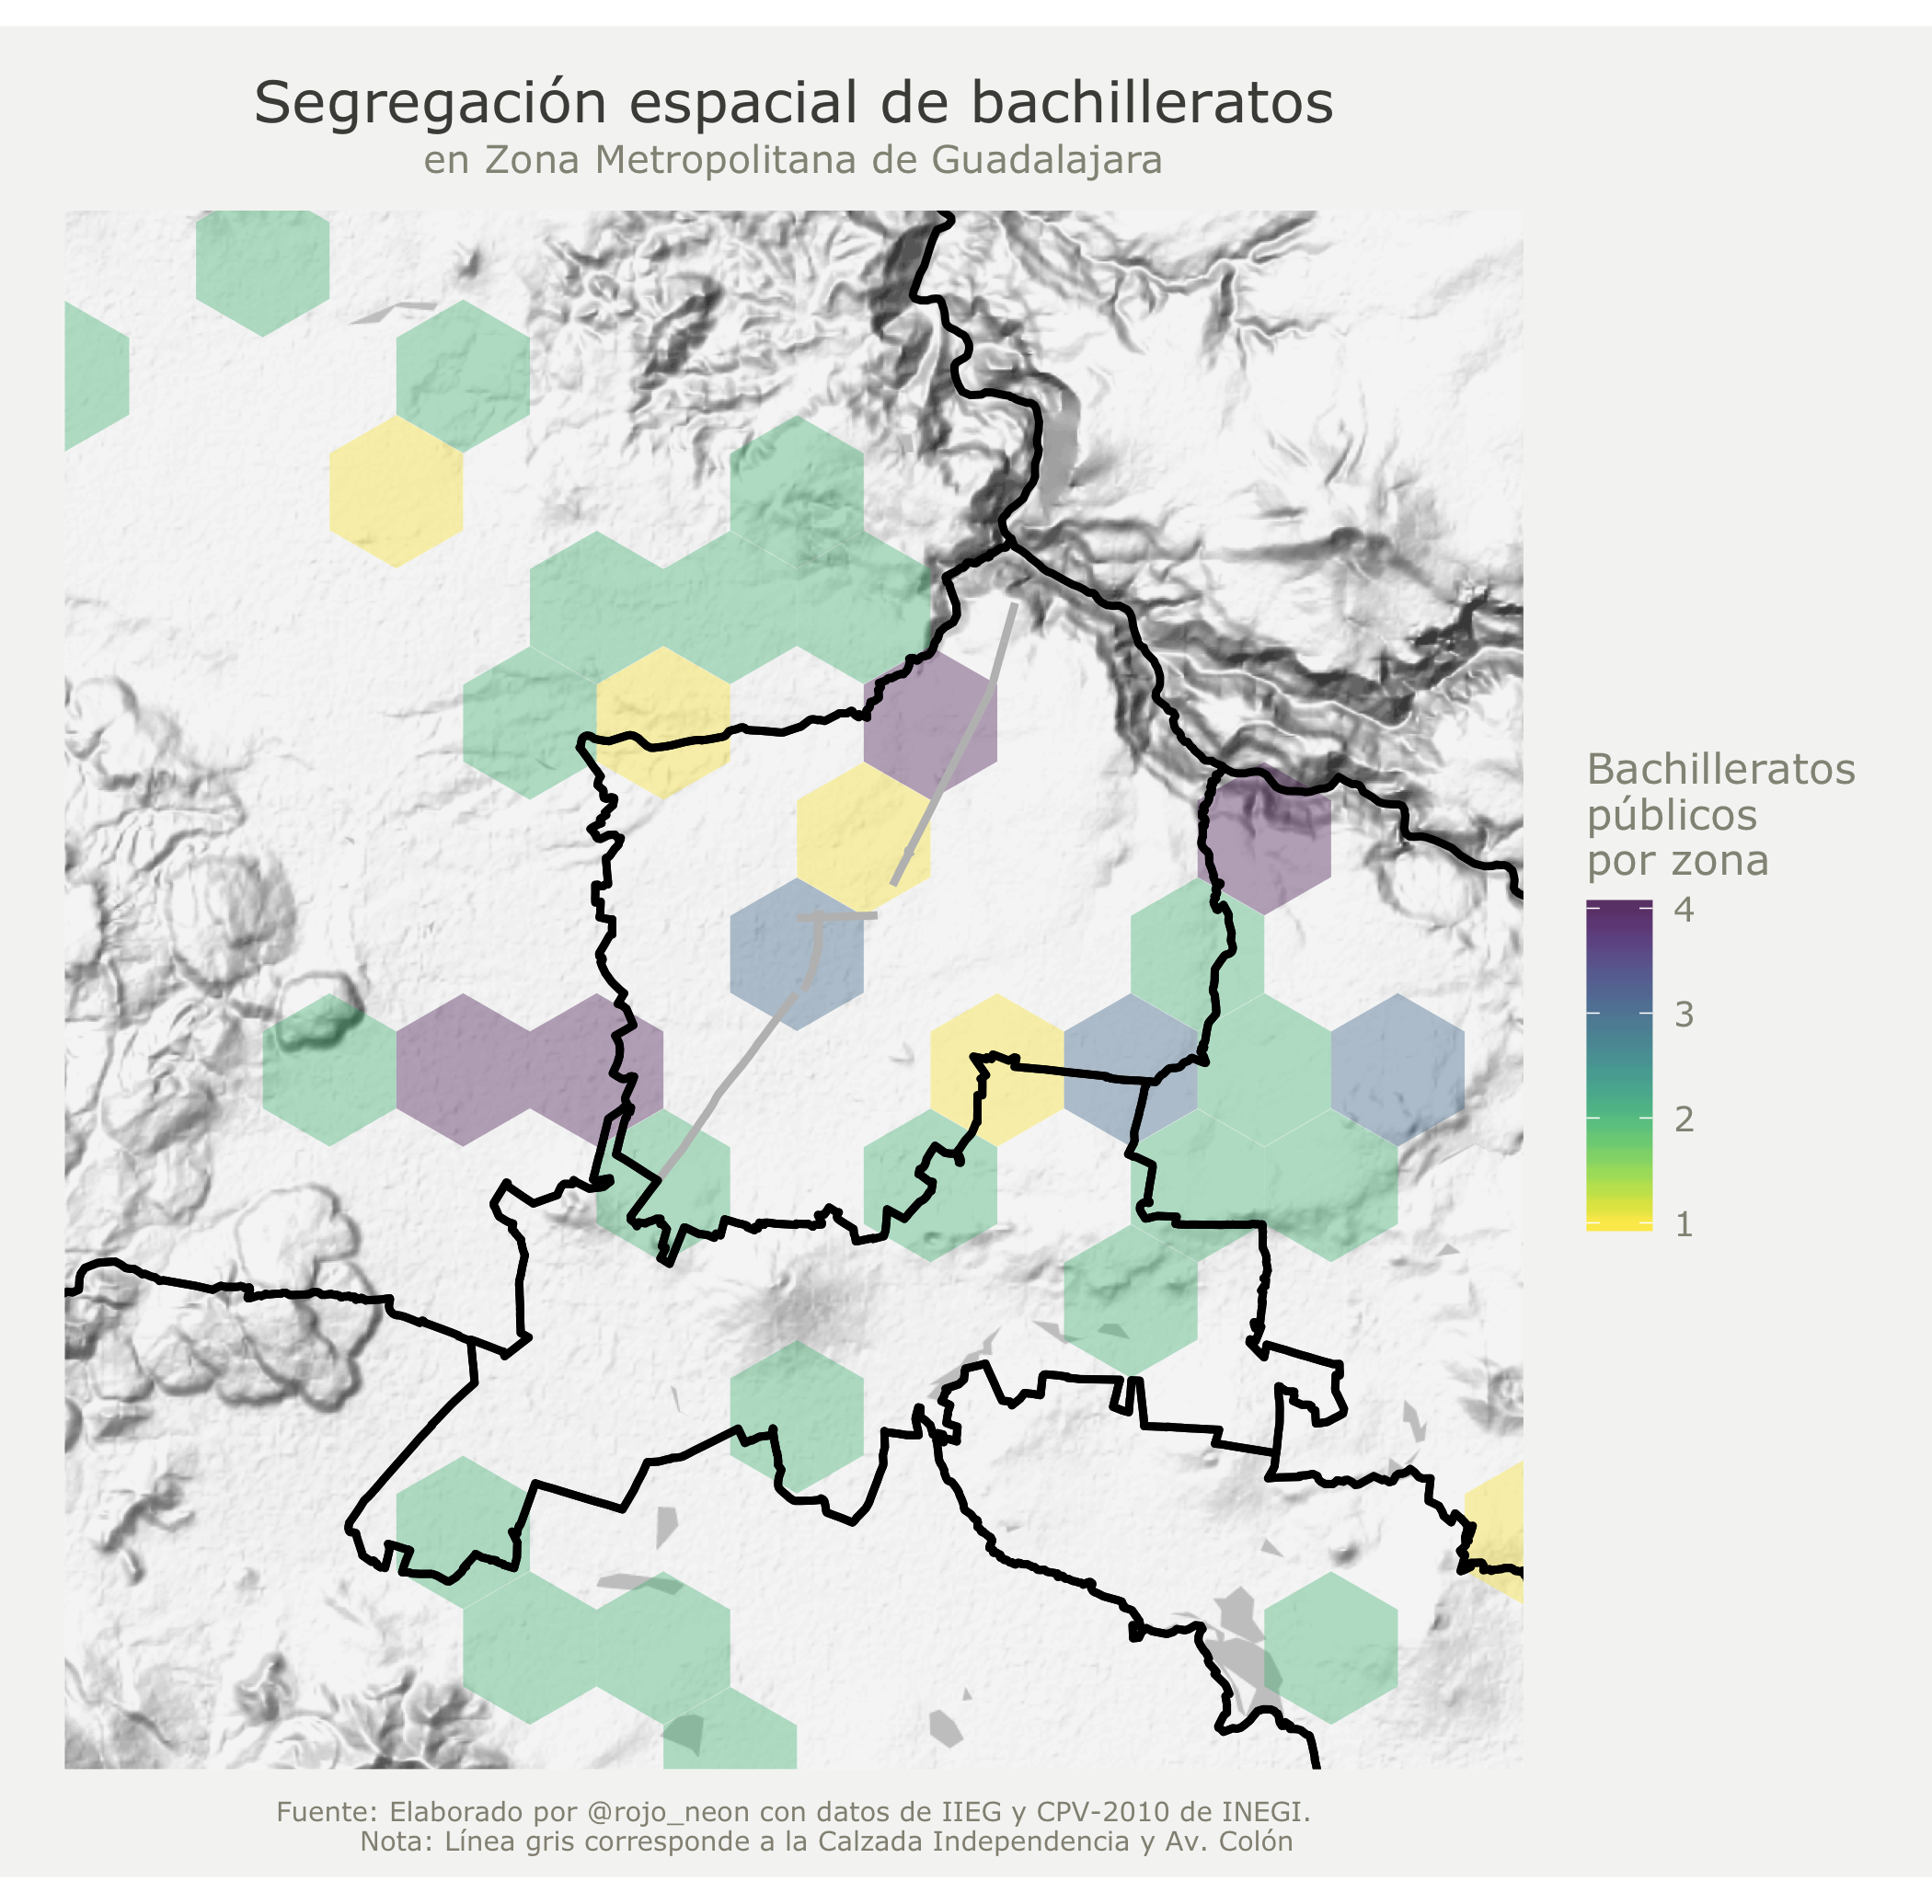 Segregación espacial de bachilleratos
en Zona Metropolitana de Guadalajara
Bachilleratos
públicos
por zona
4
3
2
1
Fuente: Elaborado por @rojo_neon con datos de IIEG y CPV-2010 de INEGI.
Nota: Línea gris corresponde a la Calzada Independencia y Av. Colón